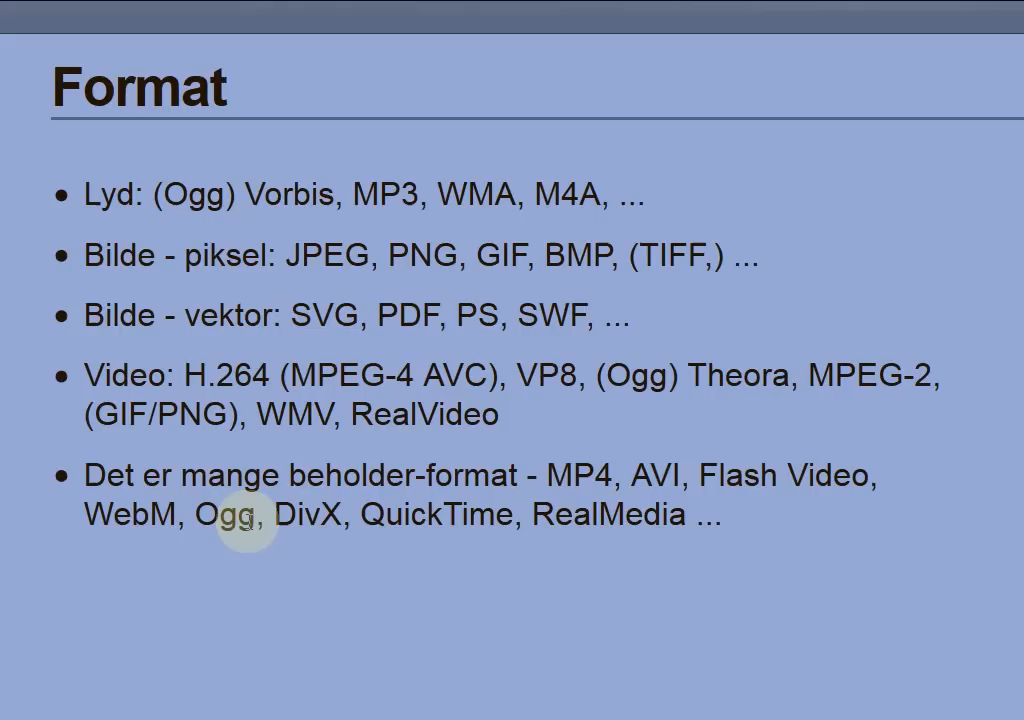 Format
• Lyd: (Ogg) Vorbis, MP3, WMA, M4A, ...
• Bilde - piksel: JPEG, PNG, GIF, BMP, (TIFF,) ...
• Bilde - vektor: SVG, PDF, PS, SWF, ...
• Video: H.264 (MPEG-4 AVC), VP8, (Ogg) Theora, MPEG-2,
(GIF/PNG), WMV, RealVideo
• Det er mange beholder-format - MP4, AVI, Flash Video,
WebM, Ogg, DivX, QuickTime, RealMedia ...